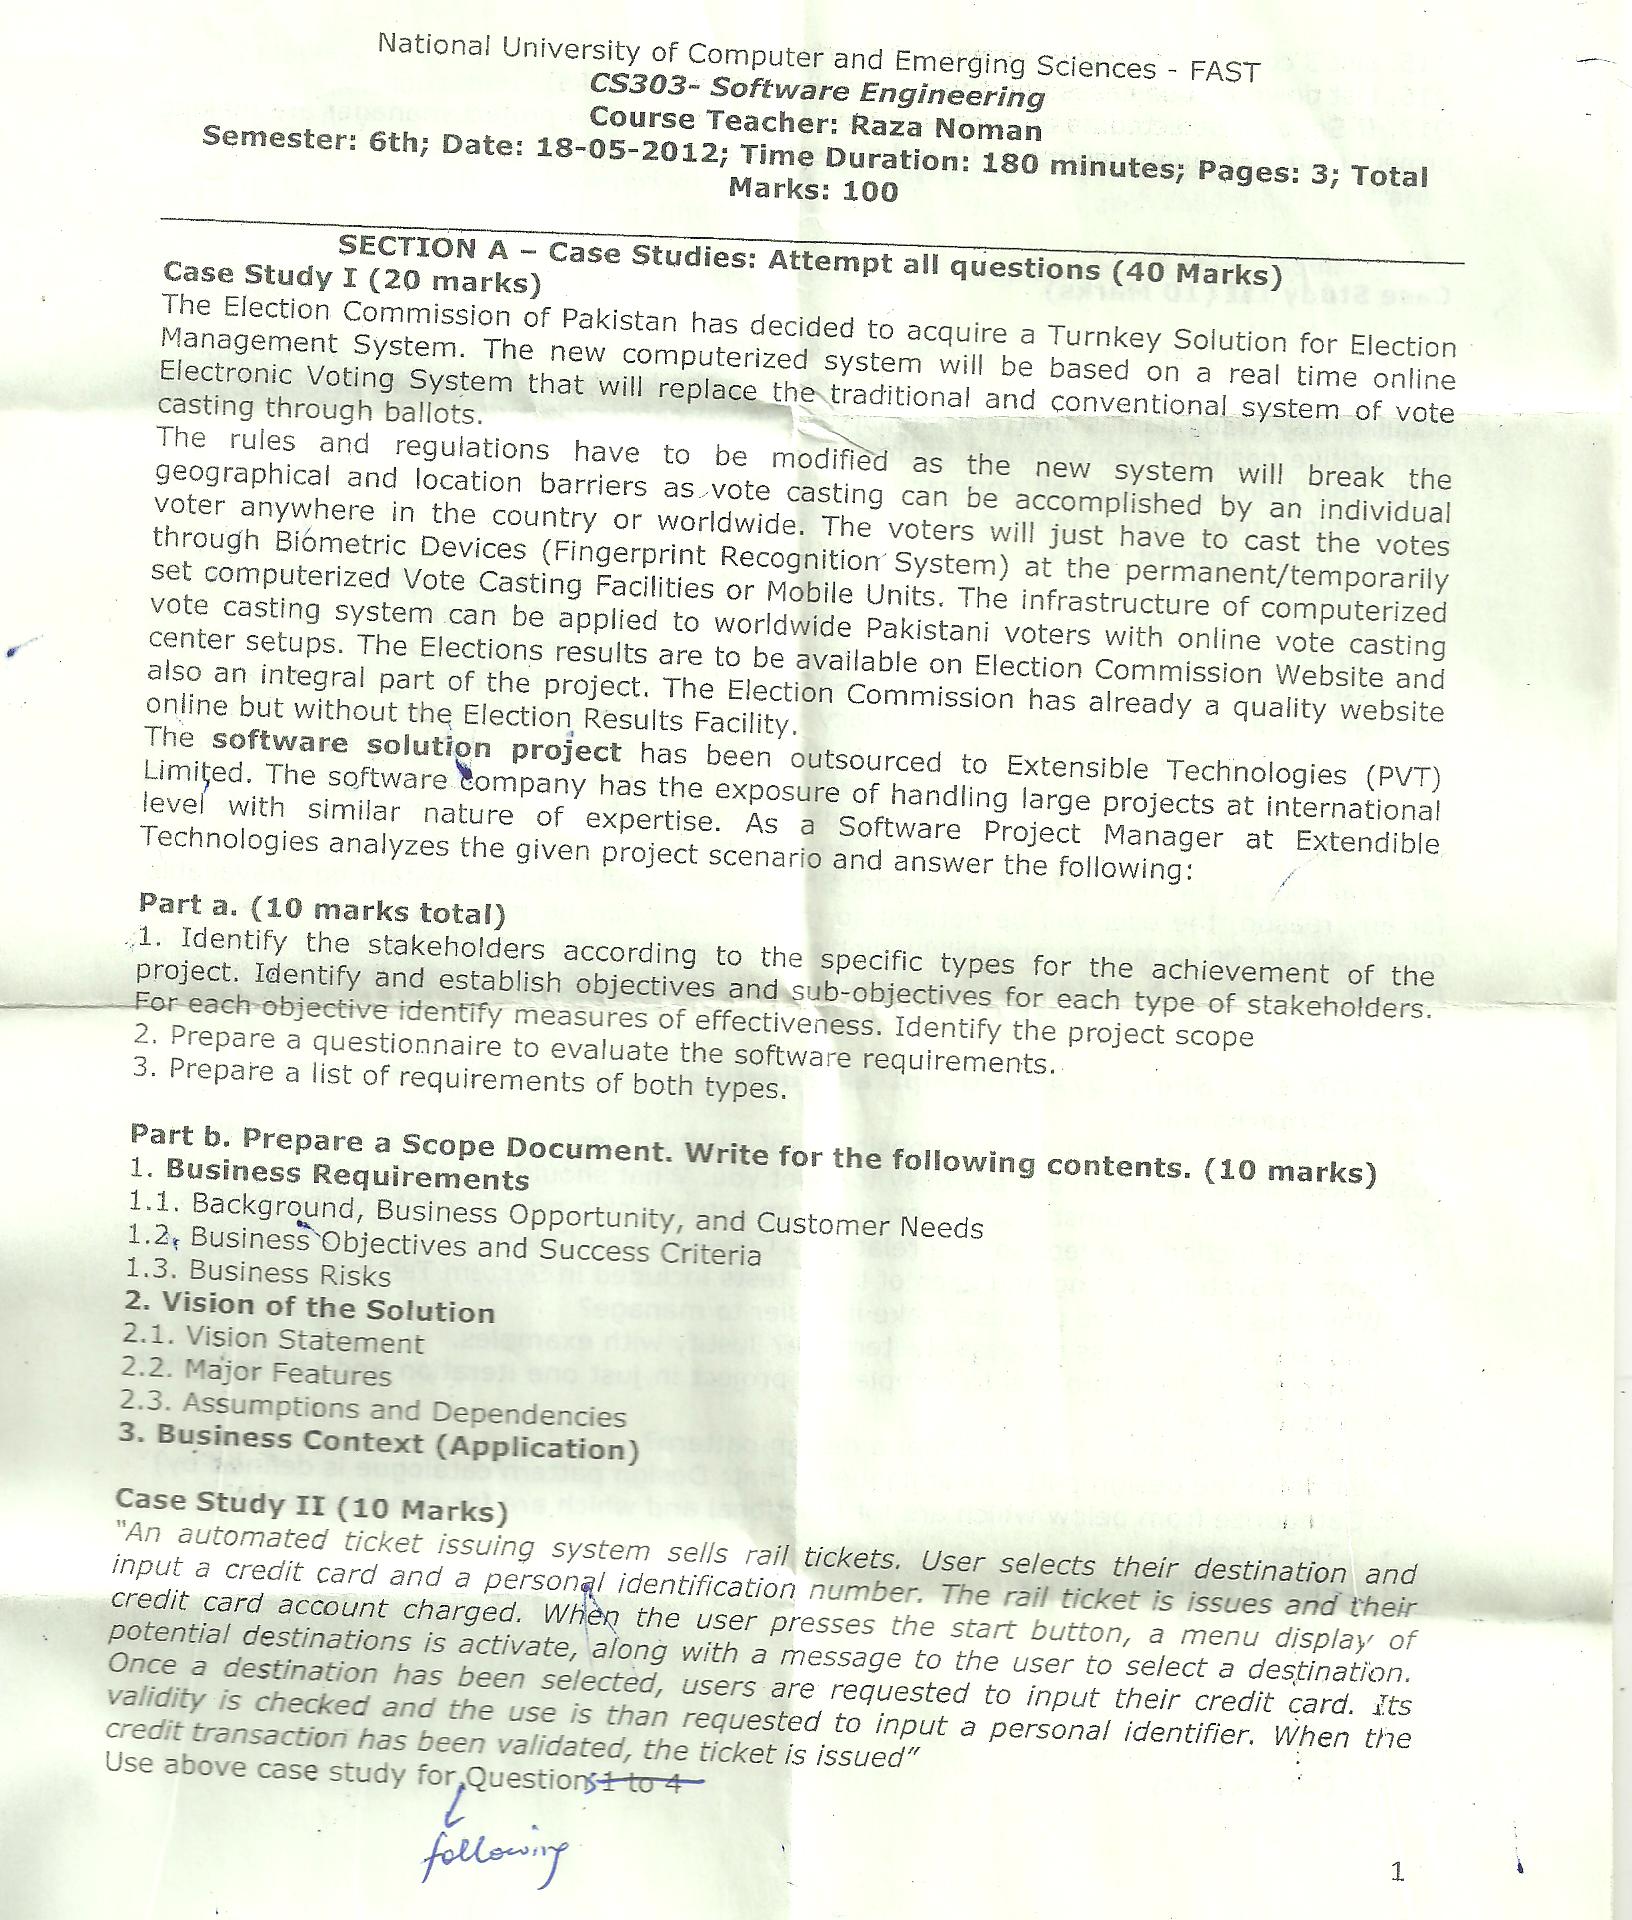 National University of Computer and Emerging Sciences - FAST
CS303- Software Engineering
Course Teacher: Raza Noman
Semester: 6th; Date: 18-05-2012; Time Duration: 180 minutes; Pages: 3; Total
Marks: 100
SECTION A – Case Studies: Attempt all questions (40 Marks)
Case Study I (20 marks)
The Election Commission of Pakistan has decided to acquire a Turnkey Solution for Election
Management System. The new computerized system will be based on a real time online
Electronic Voting System that will replace the traditional and conventional system of vote
casting through ballots.
The rules and regulations have to be modified as the new system will break the
geographical and location barriers as vote casting can be accomplished by an individual
voter anywhere in the country or worldwide. The voters will just have to cast the votes
through Biometric Devices (Fingerprint Recognition System) at the permanent/temporarily
set computerized Vote Casting Facilities or Mobile Units. The infrastructure of computerized
vote casting system can be applied to worldwide Pakistani voters with online vote casting
center setups. The Elections results are to be available on Election Commission Website and
also an integral part of the project. The Election Commission has already a quality website
online but without the Election Results Facility.
The software solution project has been outsourced to Extensible Technologies (PVT)
Limited. The software company has the exposure of handling large projects at international
level with similar nature of expertise. As a Software Project Manager at Extendible
Technologies analyzes the given project scenario and answer the following:
Part a. (10 marks total)
1. Identify the stakeholders according to the specific types for the achievement of the
project. Identify and establish objectives and sub-objectives for each type of stakeholders.
For each objective identify measures of effectiveness. Identify the project scope
2. Prepare a questionnaire to evaluate the software requirements.
3. Prepare a list of requirements of both types.
Part b. Prepare a Scope Document. Write for the following contents. (10 marks)
1. Business Requirements
1.1. Background, Business Opportunity, and Customer Needs
1.2. Business Objectives and Success Criteria
1.3. Business Risks
2. Vision of the Solution
2.1. Vision Statement
2.2. Major Features
2.3. Assumptions and Dependencies
3. Business Context (Application)
Case Study II (10 Marks)
"An automated ticket issuing system sells rail tickets. User selects their destination and
input a credit card and a personal identification number. The rail ticket is issues and their
credit card account charged. When the user presses the start button, a menu display of
potential destinations is activate, along with a message to the user to select a destination.
Once a destination has been selected, users are requested to input their credit card. Its
validity is checked and the use is than requested to input a personal identifier. When the
credit transaction has been validated, the ticket is issued"
Use above case study for Questions 1 to 4
following
1